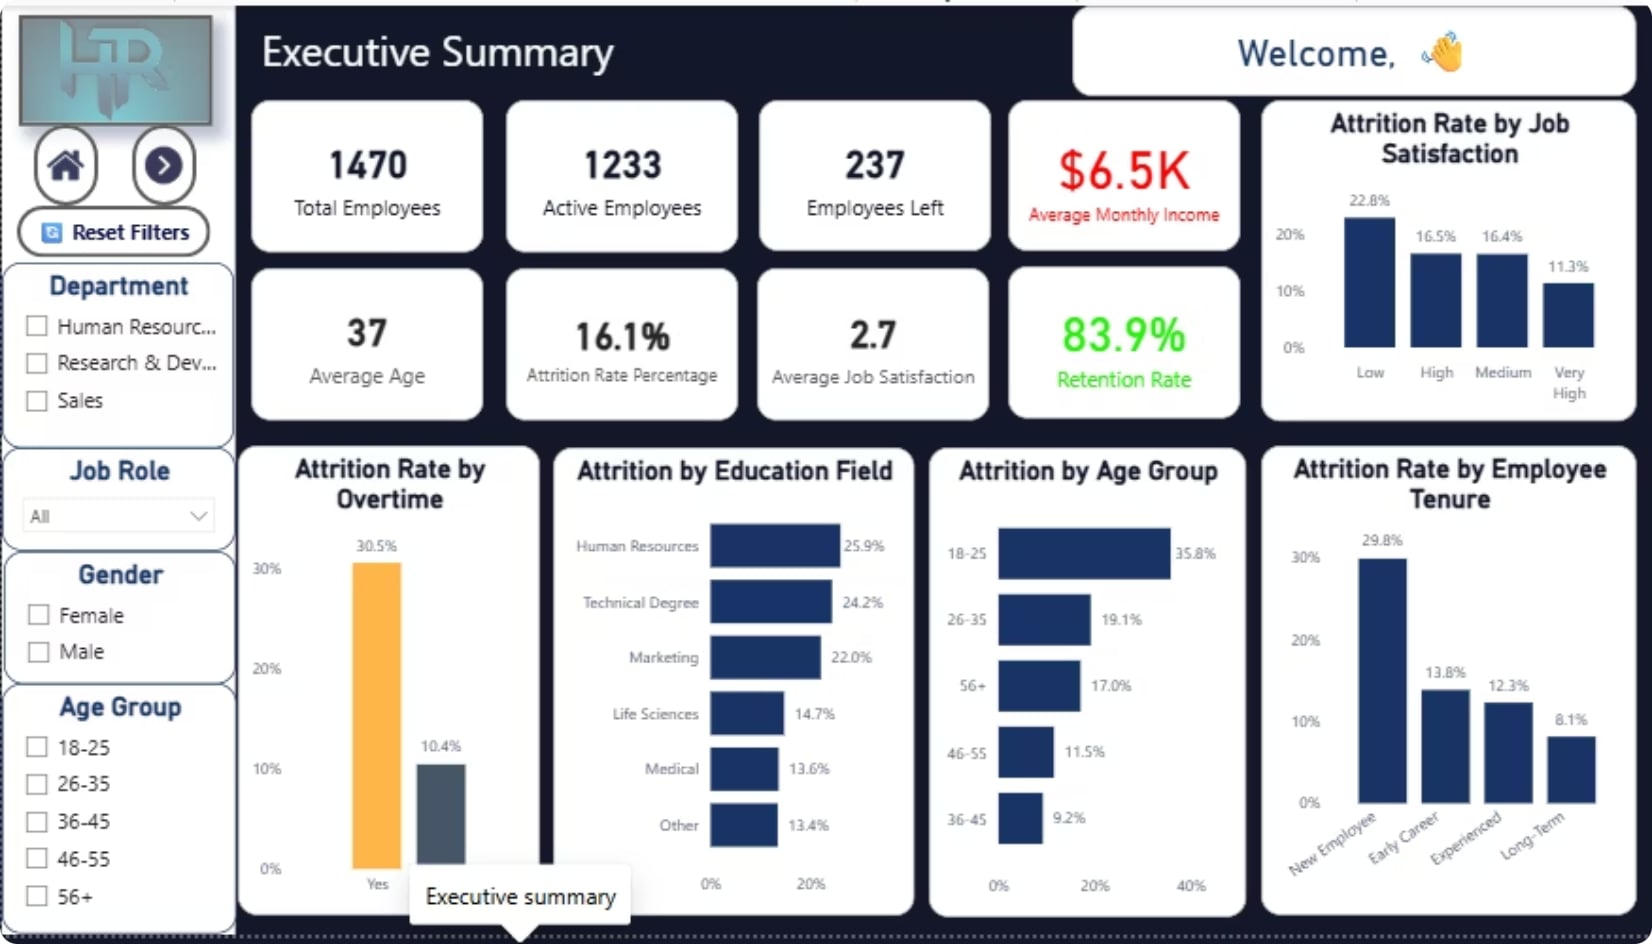 HR
Executive Summary
Welcome,
Reset Filters
Department
Human Resourc...
Research & Dev...
Sales
Job Role
All
Gender
Female
Male
Age Group
18-25
26-35
36-45
46-55
56+
1470
Total Employees
1233
Active Employees
237
Employees Left
$6.5K
Average Monthly Income
37
Average Age
16.1%
Attrition Rate Percentage
2.7
Average Job Satisfaction
83.9%
Retention Rate
Attrition Rate by Job
Satisfaction
22.8%
20%
16.5%
16.4%
11.3%
10%
0%
Low
High
Medium
Very
High
Attrition Rate by
Overtime
30.5%
30%
20%
10.4%
10%
0%
Yes
Executive summary
Attrition by Education Field
Human Resources
25.9%
Technical Degree
24.2%
Marketing
22.0%
Life Sciences
14.7%
Medical
13.6%
Other
13.4%
0%
20%
Attrition by Age Group
18-25
35.8%
26-35
19.1%
56+
17.0%
46-55
11.5%
36-45
9.2%
0%
20%
40%
Attrition Rate by Employee
Tenure
29.8%
30%
20%
13.8%
12.3%
10%
8.1%
0%
New Employee
Early Career
Experienced
Long-Term